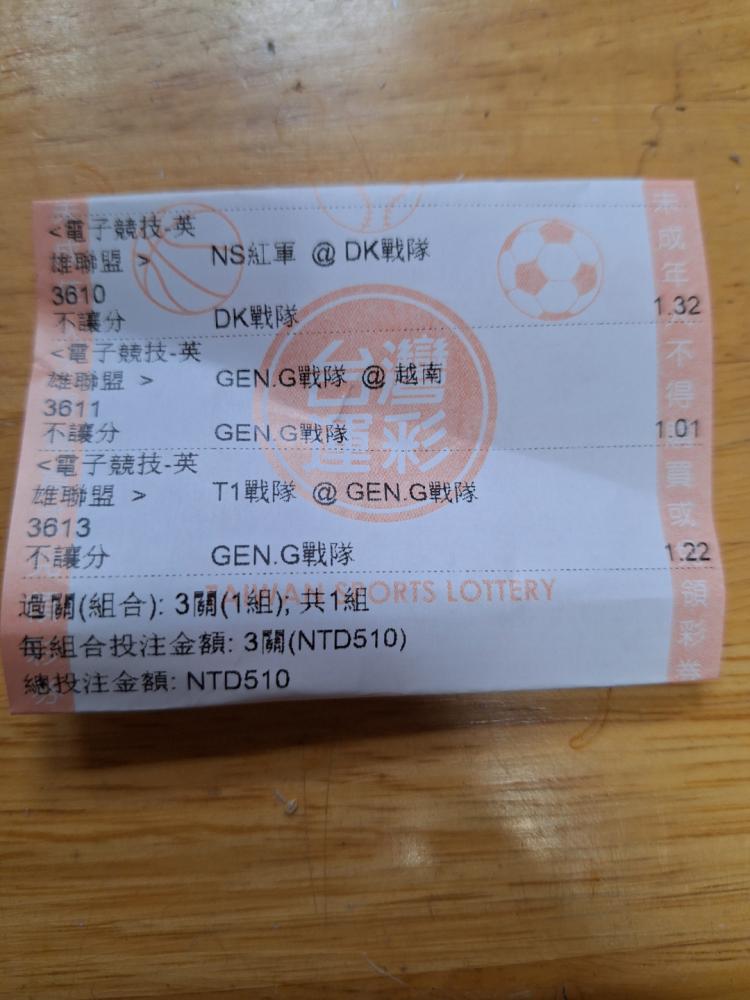 <電子競技-英
雄聯盟 > NS紅軍 @ DK戰隊
3610
不讓分 DK戰隊 1.32
<電子競技-英
雄聯盟 > GEN.G戰隊 @ 越南
3611
不讓分 GEN.G戰隊 1.01
<電子競技-英
雄聯盟 > T1戰隊 @ GEN.G戰隊
3613
不讓分 GEN.G戰隊 1.22
過關(組合): 3關(1組), 共1組
每組合投注金額: 3關(NTD510)
總投注金額: NTD510
台灣
運彩
TAIWAN SPORTS LOTTERY
未成年不得買或領彩券